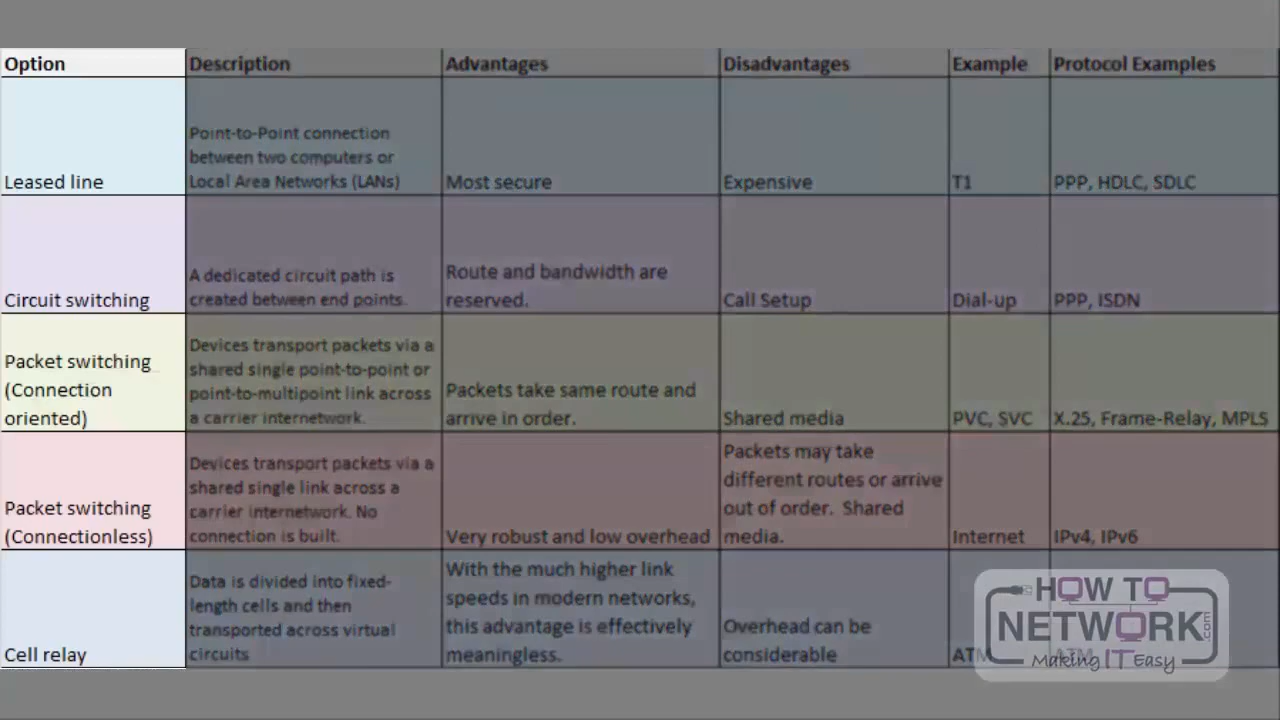 Option Description Advantages Disadvantages Example Protocol Examples
Point-to-Point connection
between two computers or
Local Area Networks (LANs)
Leased line
Most secure
Expensive
T1
PPP, HDLC, SDLC
Circuit switching
A dedicated circuit path is
created between end points.
Route and bandwidth are
reserved.
Call Setup
Dial-up
PPP, ISDN
Packet switching
(Connection
oriented)
Devices transport packets via a
shared single point-to-point or
point-to-multipoint link across
a carrier internetwork.
Packets take same route and
arrive in order.
Shared media
PVC, SVC
X.25, Frame-Relay, MPLS
Packet switching
(Connectionless)
Devices transport packets via a
shared single link across a
carrier internetwork. No
connection is built.
Very robust and low overhead
Packets may take
different routes or arrive
out of order.  Shared
media.
Internet
IPv4, IPv6
Cell relay
Data is divided into fixed-
length cells and then
transported across virtual
circuits
With the much higher link
speeds in modern networks,
this advantage is effectively
meaningless.
Overhead can be
considerable
ATM
ATM
HOW TO
NETWORK.com
Making IT Easy